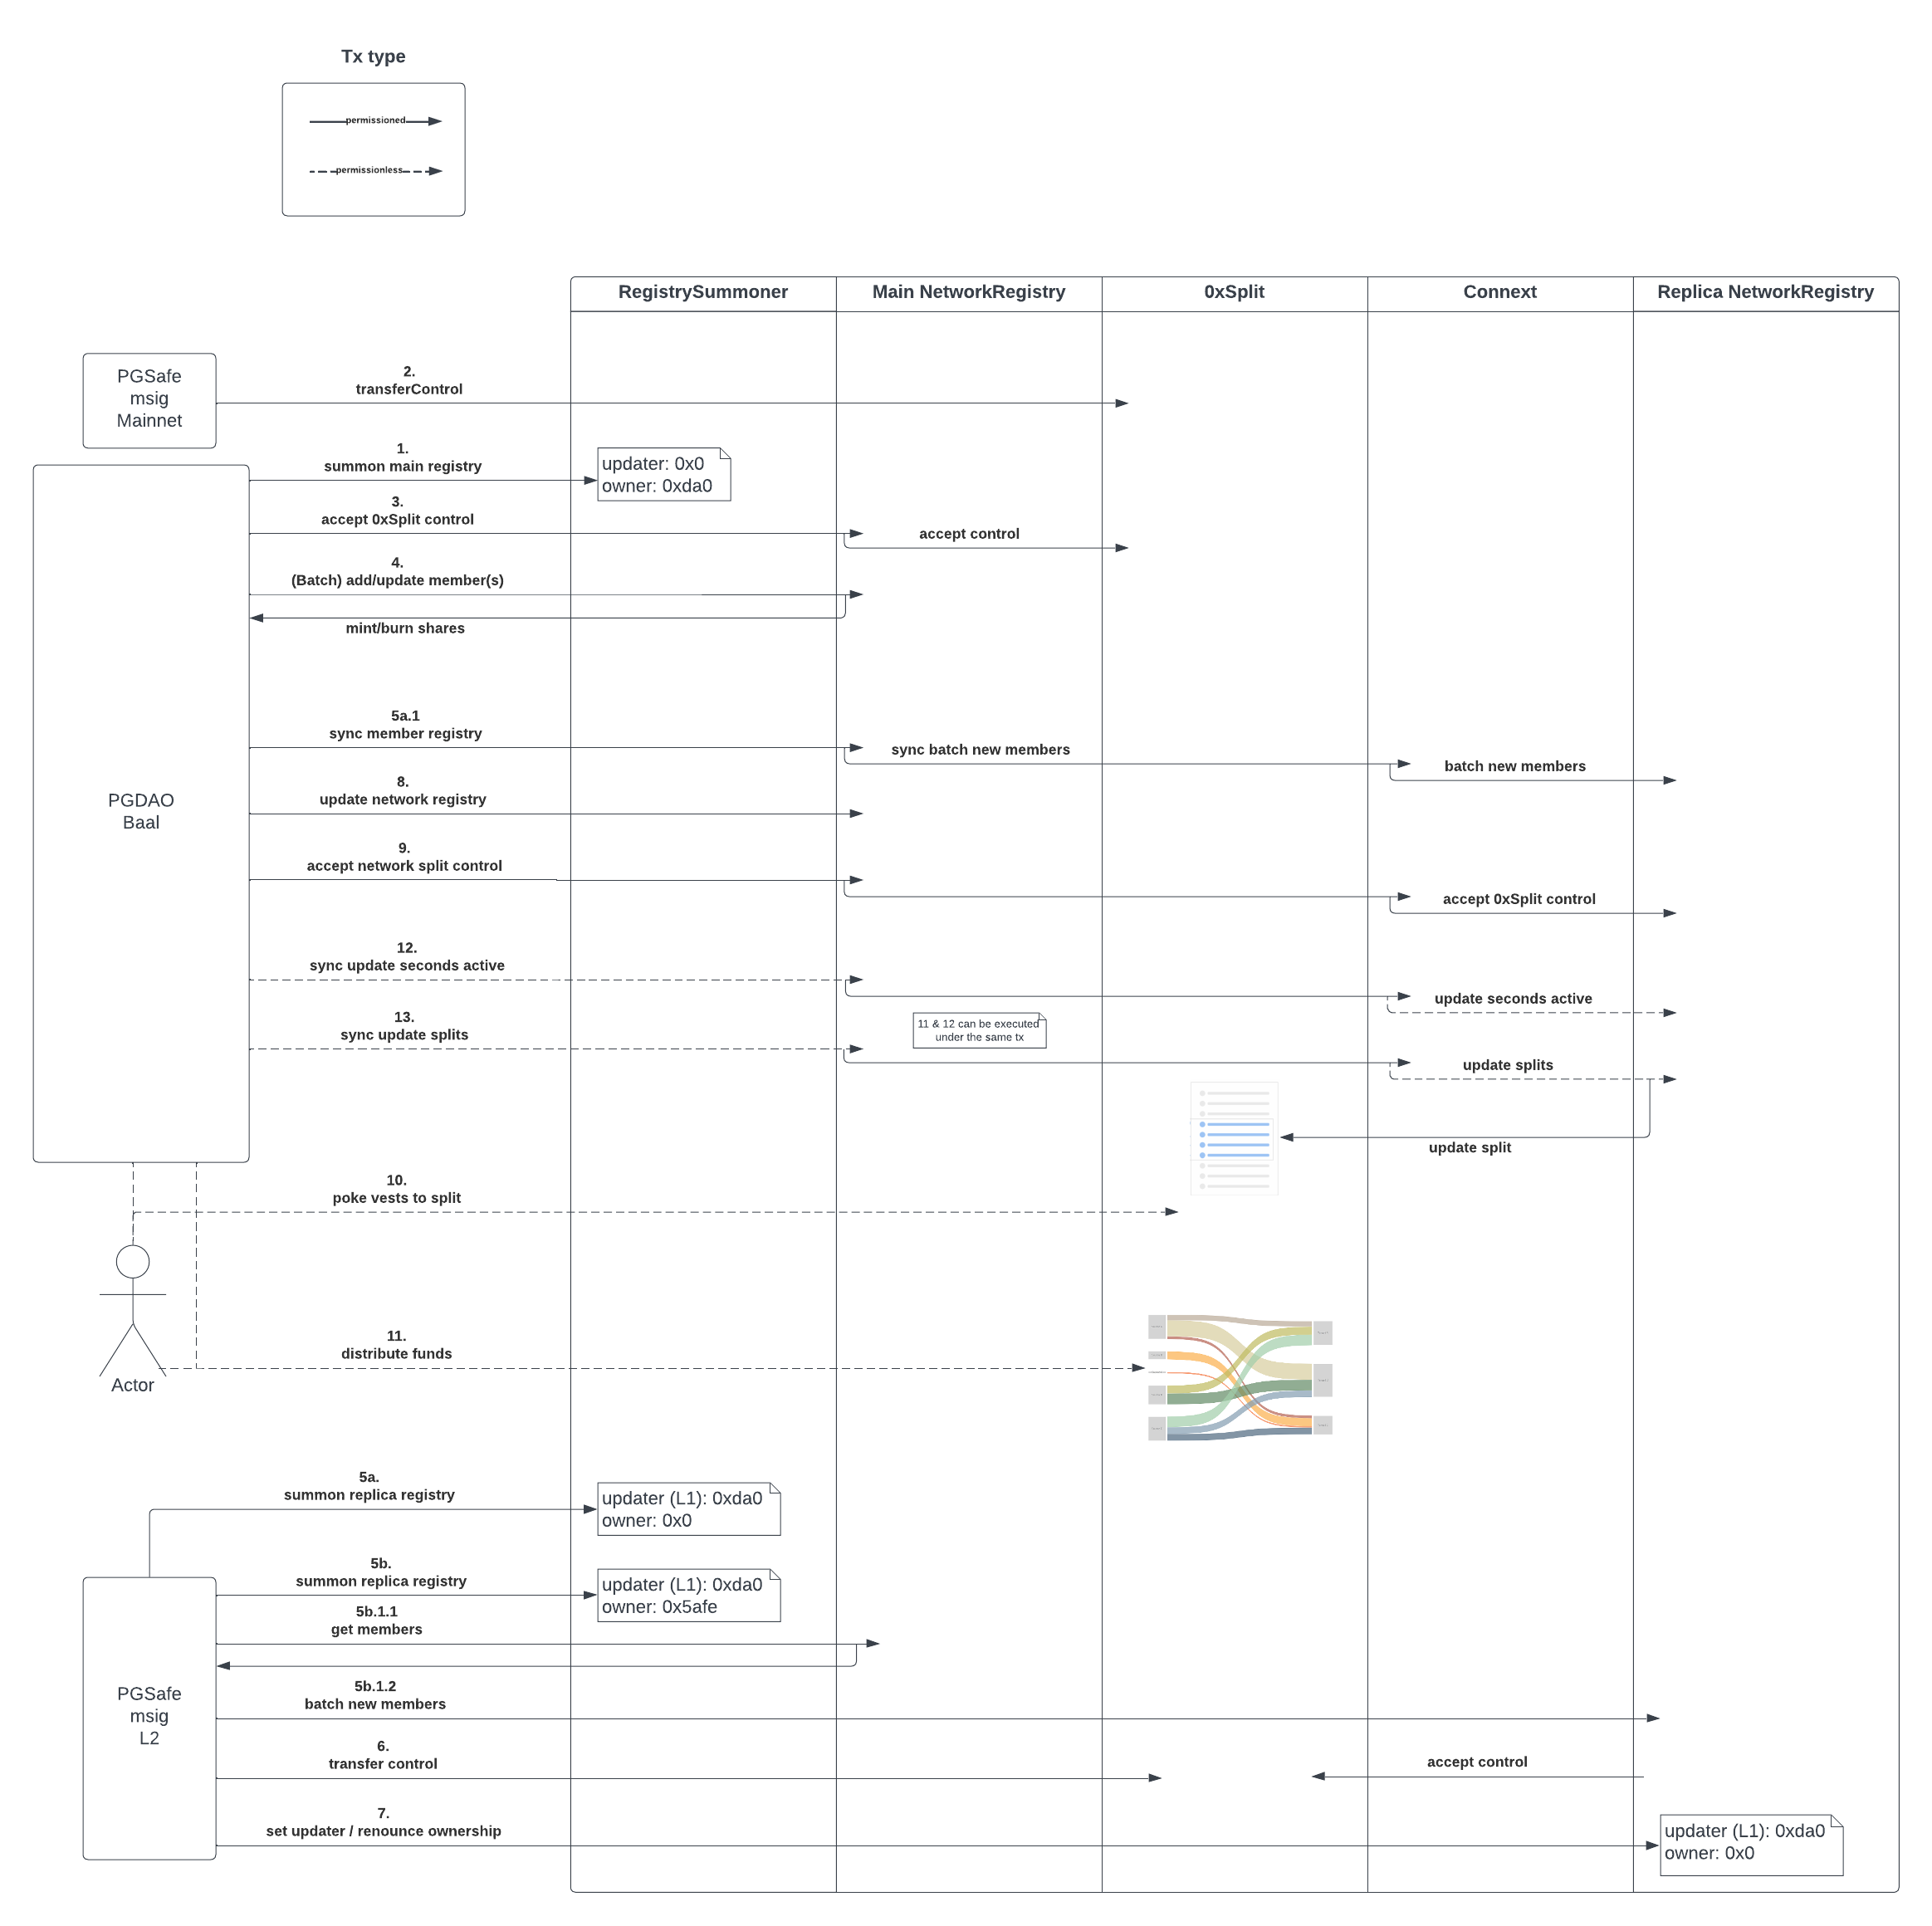 Tx type
permissioned
permissionless
RegistrySummoner
Main NetworkRegistry
0xSplit
Connext
Replica NetworkRegistry
PGSafe
msig
Mainnet
2.
transferControl
1.
summon main registry
updater: 0x0
owner: 0xda0
3.
accept 0xSplit control
accept control
4.
(Batch) add/update member(s)
mint/burn shares
PGDAO
Baal
5a.1
sync member registry
sync batch new members
batch new members
8.
update network registry
9.
accept network split control
accept 0xSplit control
12.
sync update seconds active
update seconds active
13.
sync update splits
11 & 12 can be executed
under the same tx
update splits
update split
10.
poke vests to split
11.
distribute funds
Actor
5a.
summon replica registry
updater (L1): 0xda0
owner: 0x0
5b.
summon replica registry
updater (L1): 0xda0
owner: 0x5afe
5b.1.1
get members
PGSafe
msig
L2
5b.1.2
batch new members
6.
transfer control
accept control
7.
set updater / renounce ownership
updater (L1): 0xda0
owner: 0x0